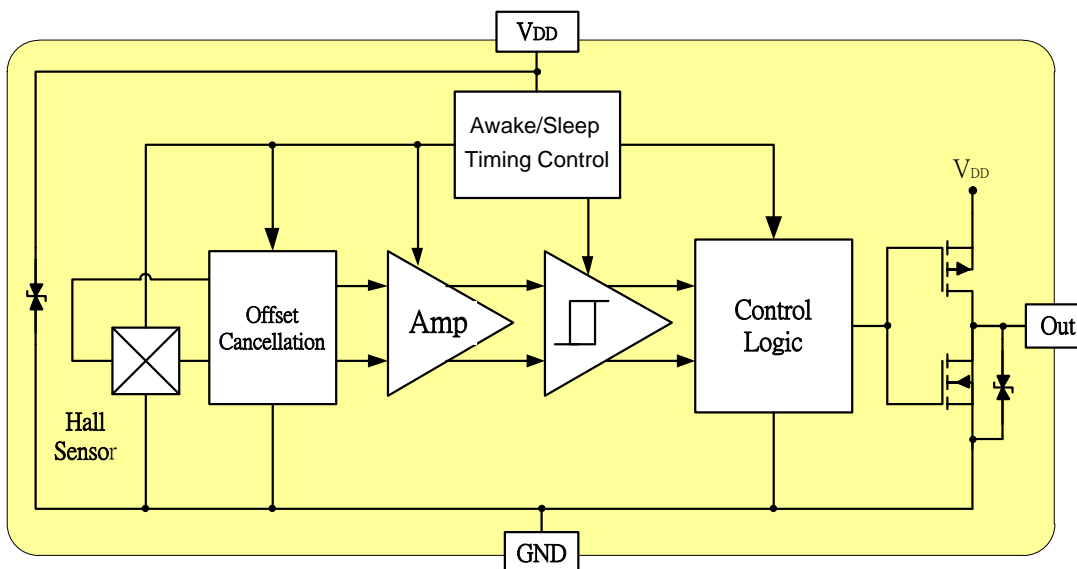 VDD
Awake/Sleep
Timing Control
VDD
Offset
Cancellation
Amp
Control
Logic
Out
Hall
Sensor
GND